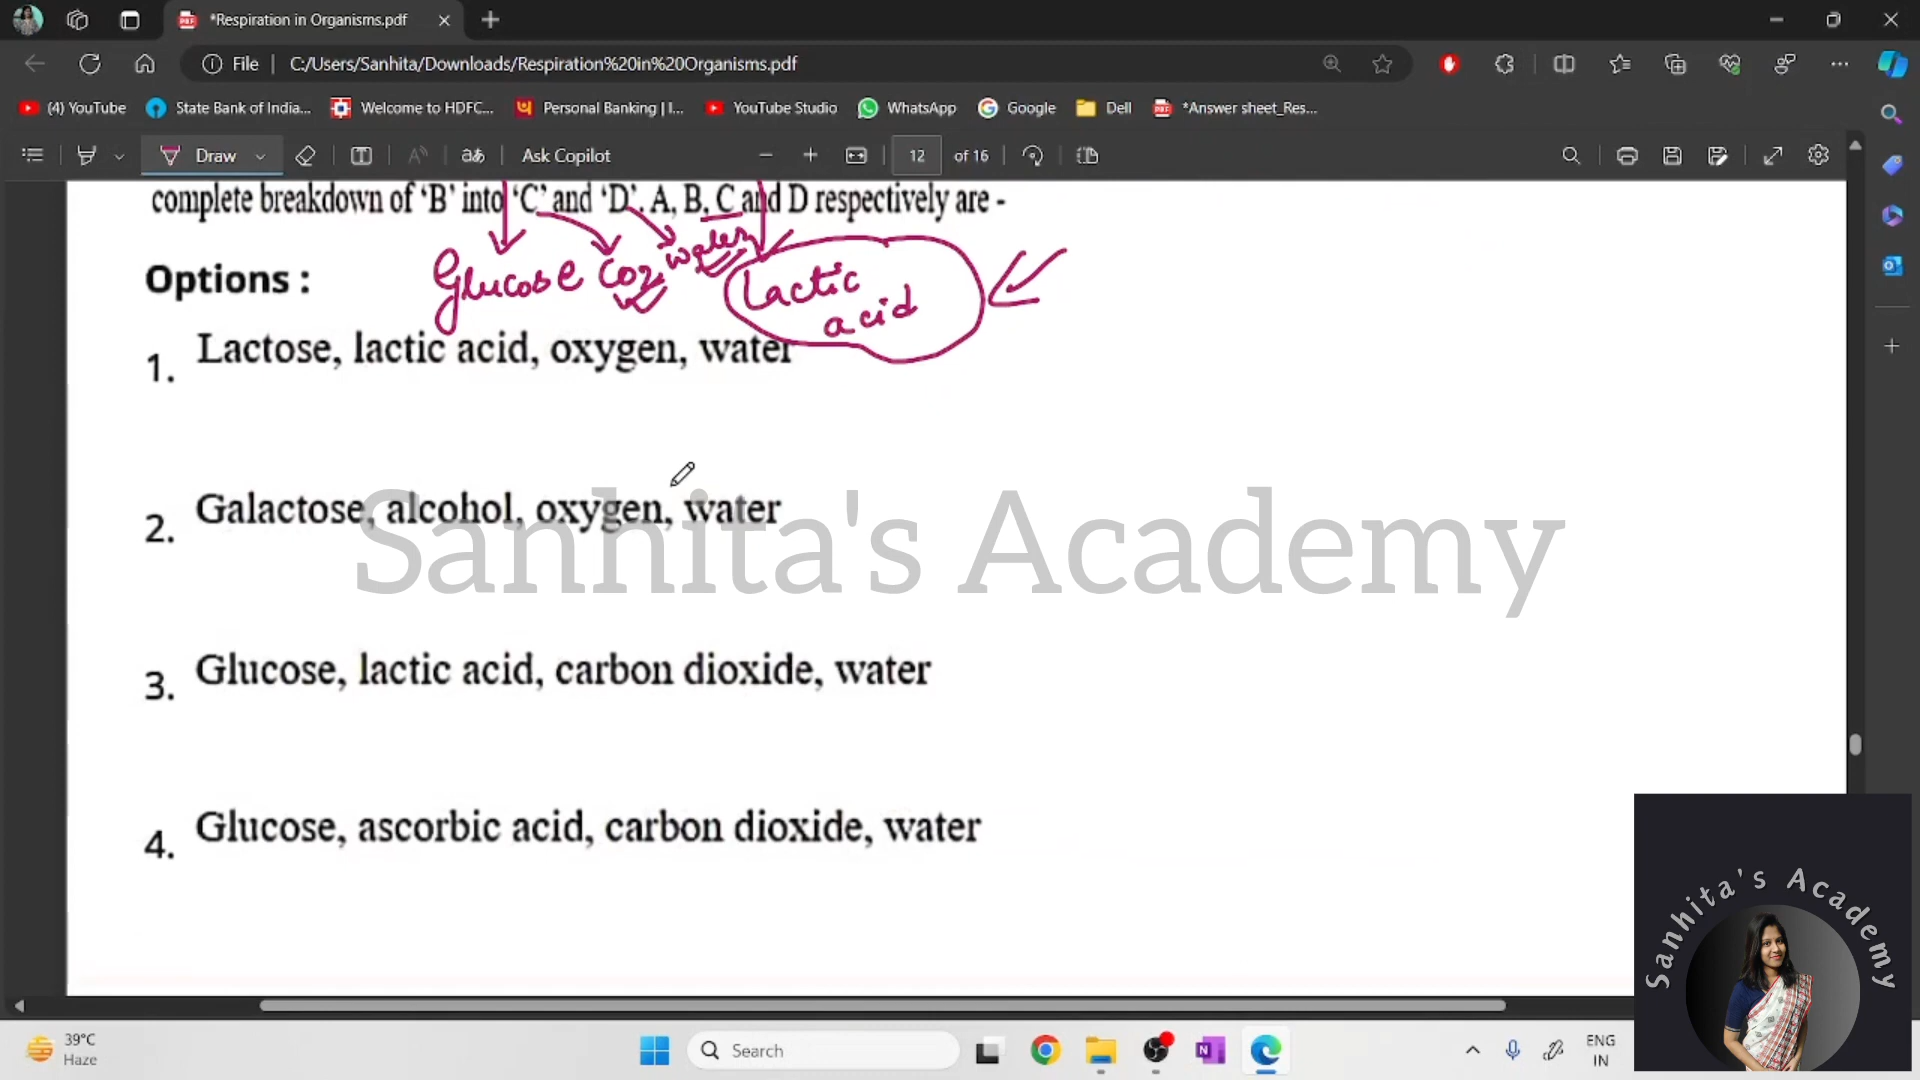 *Respiration in Organisms.pdf
File C:/Users/Sanhita/Downloads/Respiration%20in%20Organisms.pdf
(4) YouTube State Bank of India... Welcome to HDFC... Personal Banking | I... YouTube Studio WhatsApp Google Dell *Answer sheet_Res...
Draw aあ Ask Copilot 12 of 16
complete breakdown of ‘B’ into ‘C’ and ‘D’. A, B, C and D respectively are -
Options :
Glucose CO2 water Lactic
acid
1. Lactose, lactic acid, oxygen, water
2. Galactose, alcohol, oxygen, water
Sanhita's Academy
3. Glucose, lactic acid, carbon dioxide, water
4. Glucose, ascorbic acid, carbon dioxide, water
Sanhita's Academy
39°C
Haze
Search
ENG
IN